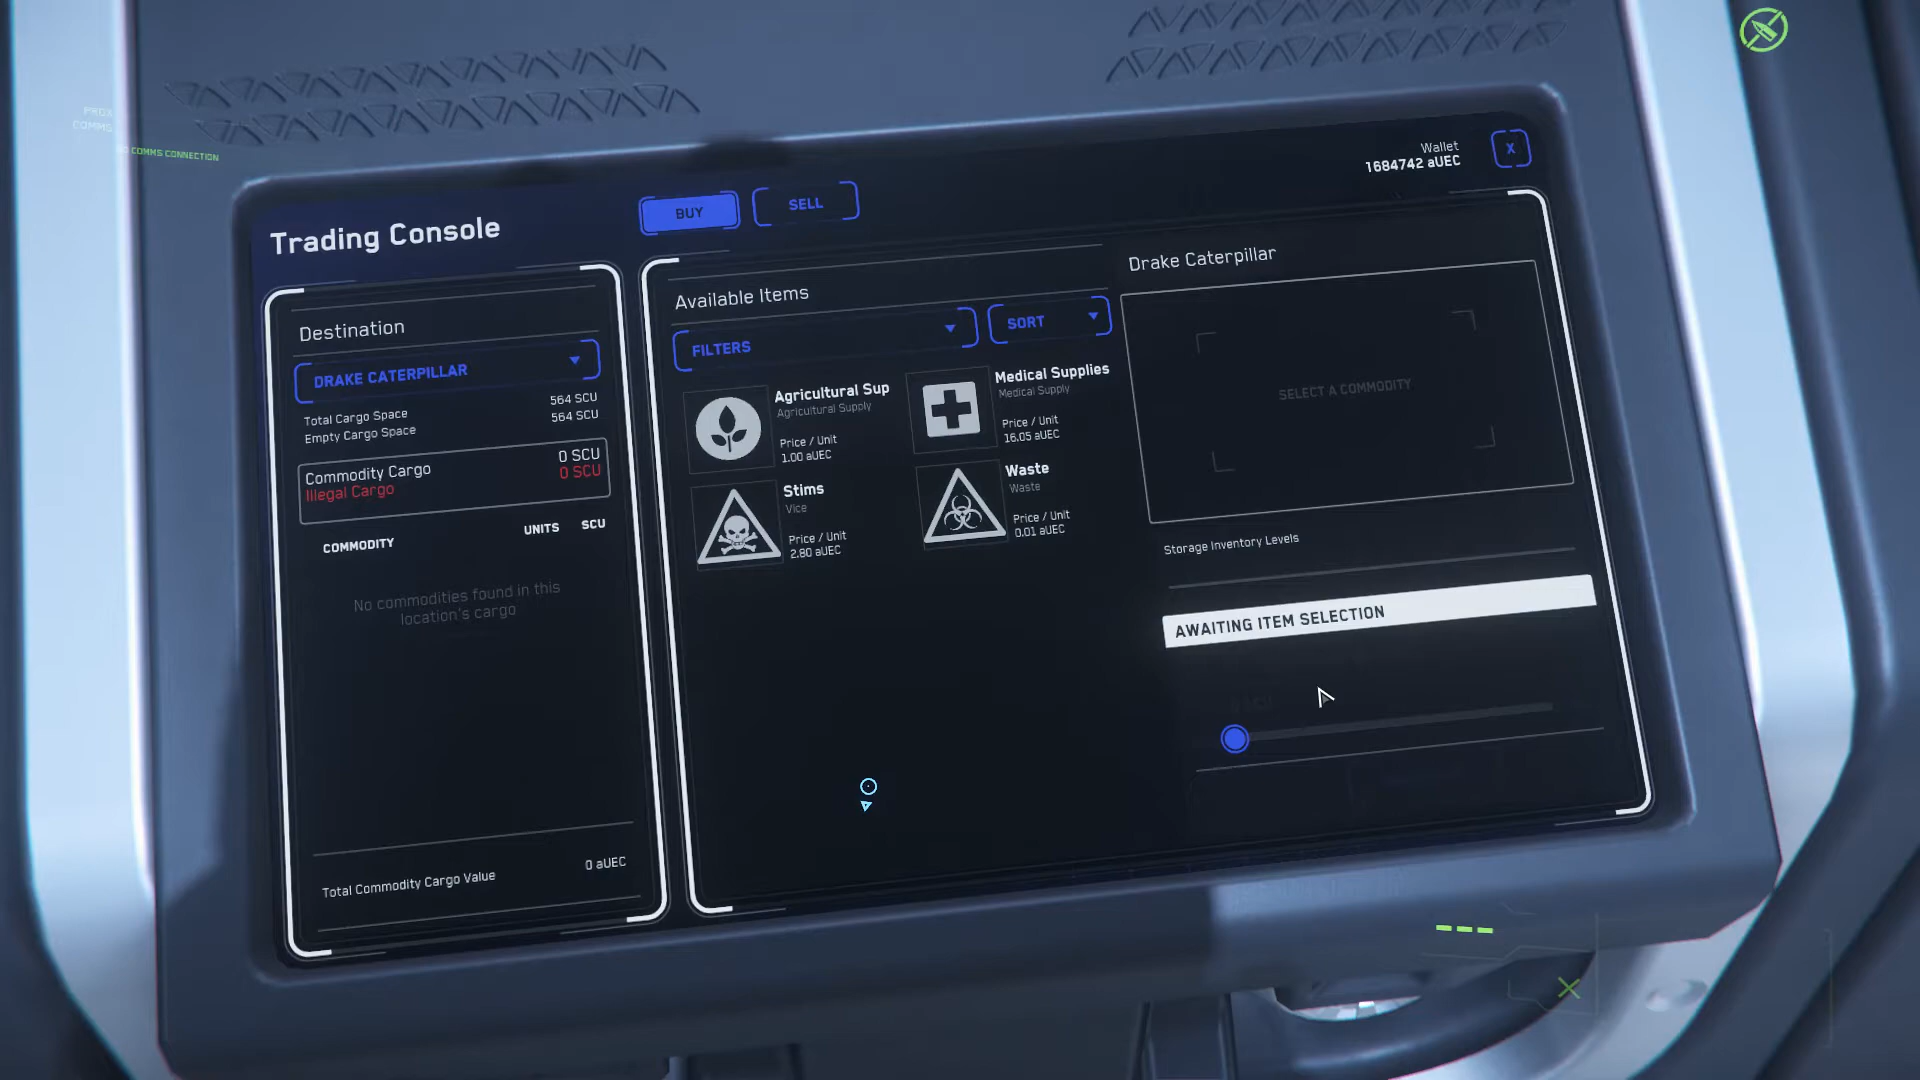 PROX
COMMS
COMMS CONNECTION
Wallet
1684742 aUEC
X
Trading Console
BUY
SELL
Destination
DRAKE CATERPILLAR
Total Cargo Space 564 SCU
Empty Cargo Space 564 SCU
Commodity Cargo 0 SCU
Illegal Cargo 0 SCU
COMMODITY UNITS SCU
No commodities found in this
location's cargo
Total Commodity Cargo Value 0 aUEC
Available Items
FILTERS
SORT
Agricultural Sup
Agricultural Supply
Price / Unit
1.00 aUEC
Medical Supplies
Medical Supply
Price / Unit
16.05 aUEC
Stims
Vice
Price / Unit
2.80 aUEC
Waste
Waste
Price / Unit
0.01 aUEC
Drake Caterpillar
SELECT A COMMODITY
Storage Inventory Levels
AWAITING ITEM SELECTION